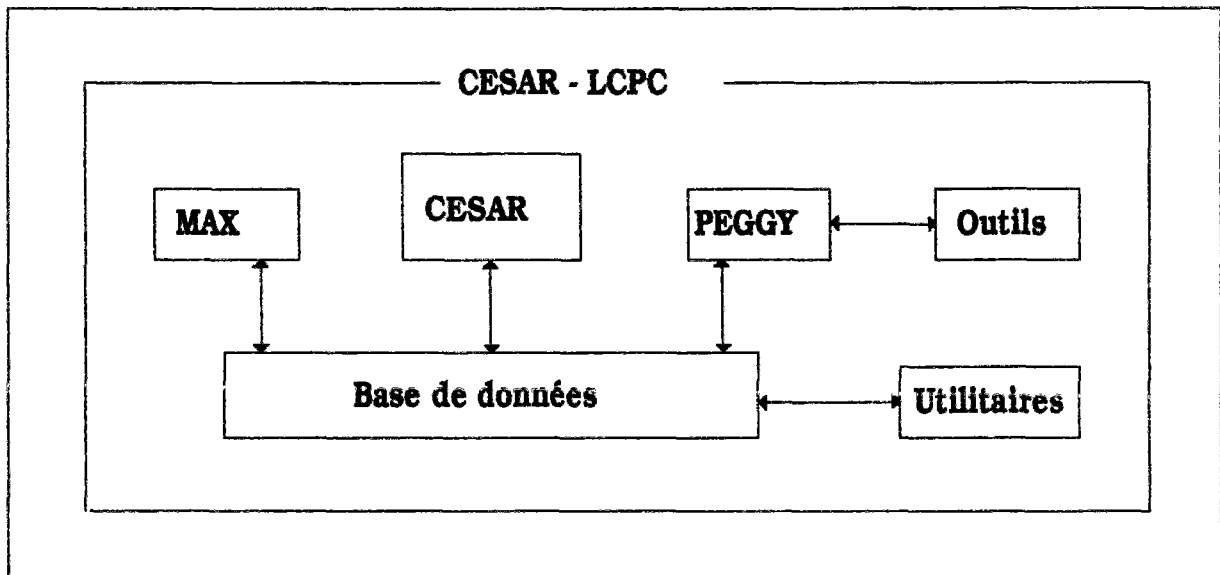 CESAR - LCPC
MAX
CESAR
PEGGY
Outils
Base de données
Utilitaires